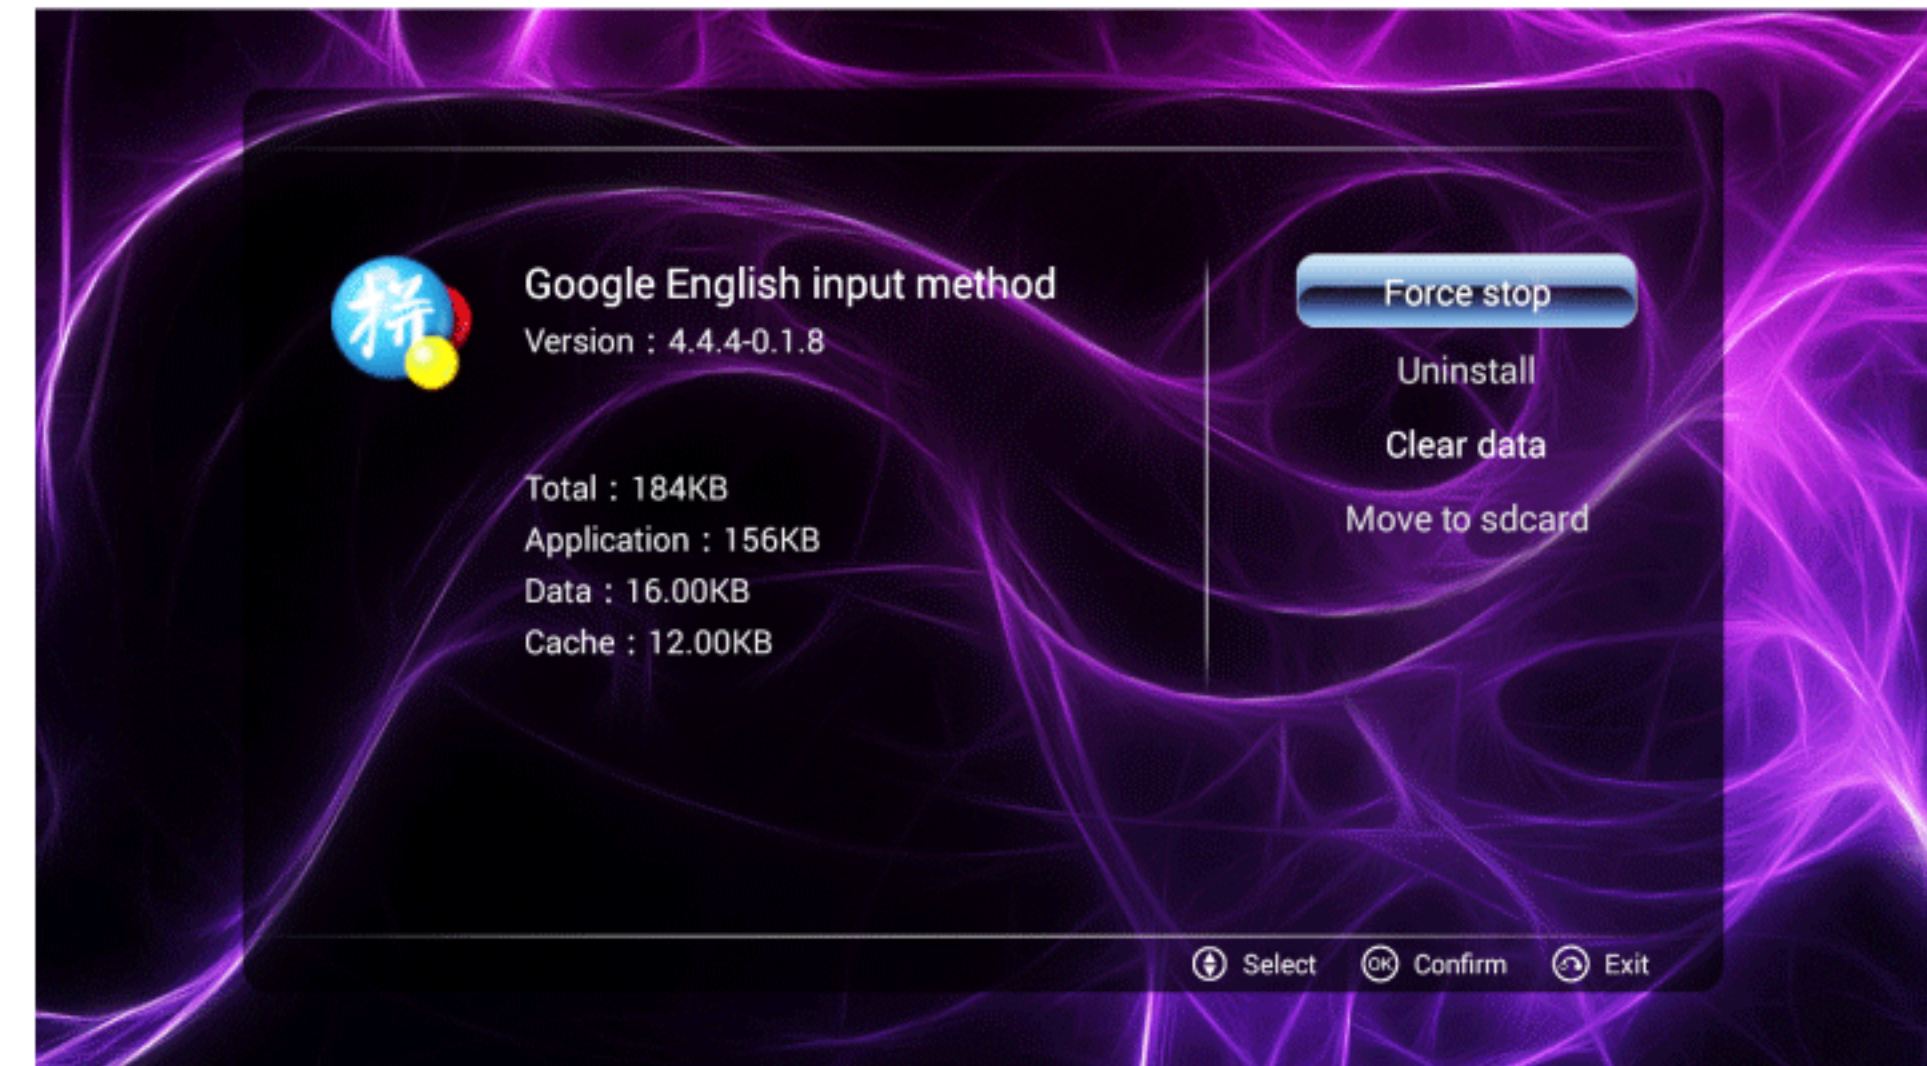 拼
Google English input method
Version : 4.4.4-0.1.8
Total : 184KB
Application : 156KB
Data : 16.00KB
Cache : 12.00KB
Force stop
Uninstall
Clear data
Move to sdcard
Select
OK Confirm
Exit